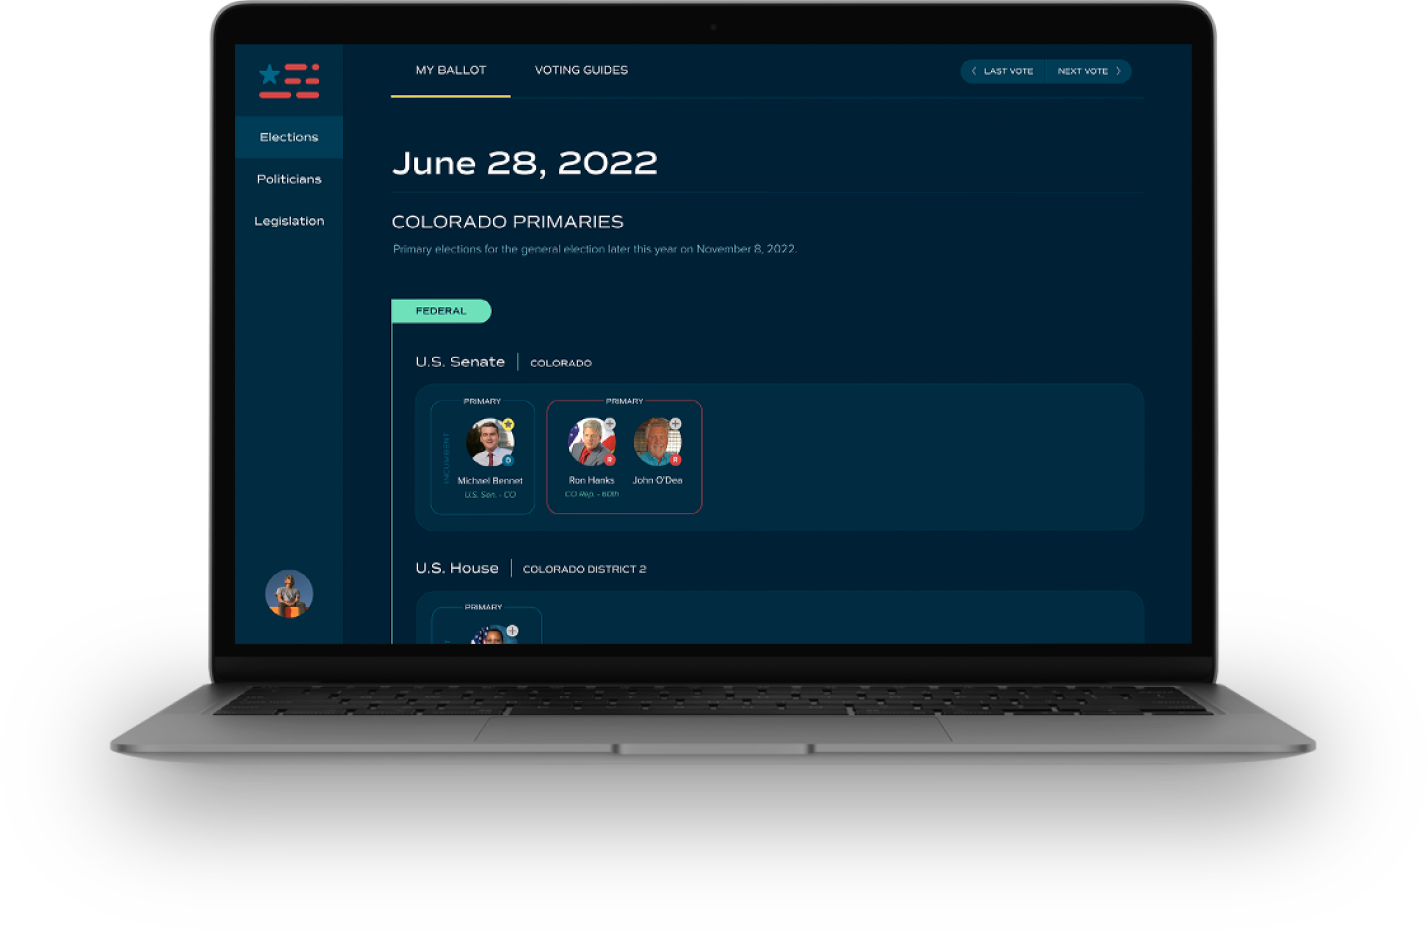 MY BALLOT
VOTING GUIDES
LAST VOTE
NEXT VOTE
Elections
Politicians
Legislation
June 28, 2022
COLORADO PRIMARIES
Primary elections for the general election later this year on November 8, 2022.
FEDERAL
U.S. Senate
COLORADO
PRIMARY
INCUMBENT
D
Michael Bennet
U.S. Sen. - CO
PRIMARY
R
Ron Hanks
CO Rep. - 60th
R
John O'Dea
U.S. House
COLORADO DISTRICT 2
PRIMARY